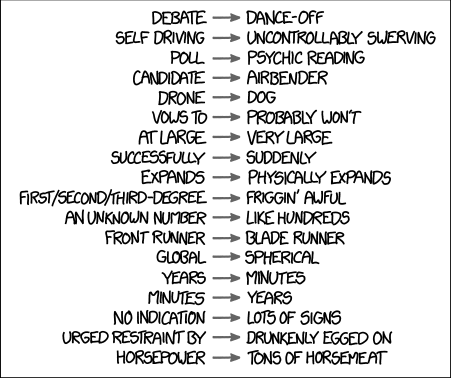 DEBATE → DANCE-OFF
SELF DRIVING → UNCONTROLLABLY SWERVING
POLL → PSYCHIC READING
CANDIDATE → AIRBENDER
DRONE → DOG
VOWS TO → PROBABLY WON'T
AT LARGE → VERY LARGE
SUCCESSFULLY → SUDDENLY
EXPANDS → PHYSICALLY EXPANDS
FIRST/SECOND/THIRD-DEGREE → FRIGGIN' AWFUL
AN UNKNOWN NUMBER → LIKE HUNDREDS
FRONT RUNNER → BLADE RUNNER
GLOBAL → SPHERICAL
YEARS → MINUTES
MINUTES → YEARS
NO INDICATION → LOTS OF SIGNS
URGED RESTRAINT BY → DRUNKENLY EGGED ON
HORSEPOWER → TONS OF HORSEMEAT